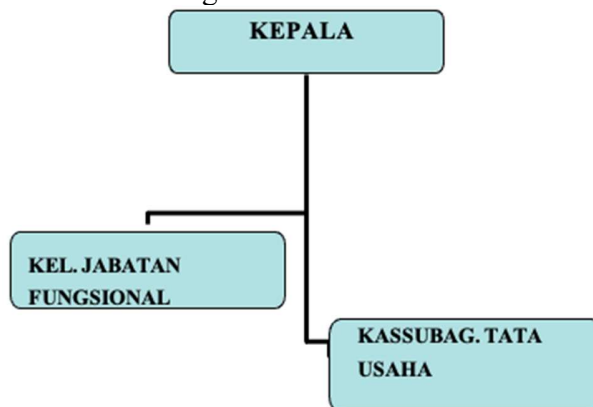 KEPALA
KEL. JABATAN
FUNGSIONAL
KASSUBAG. TATA
USAHA